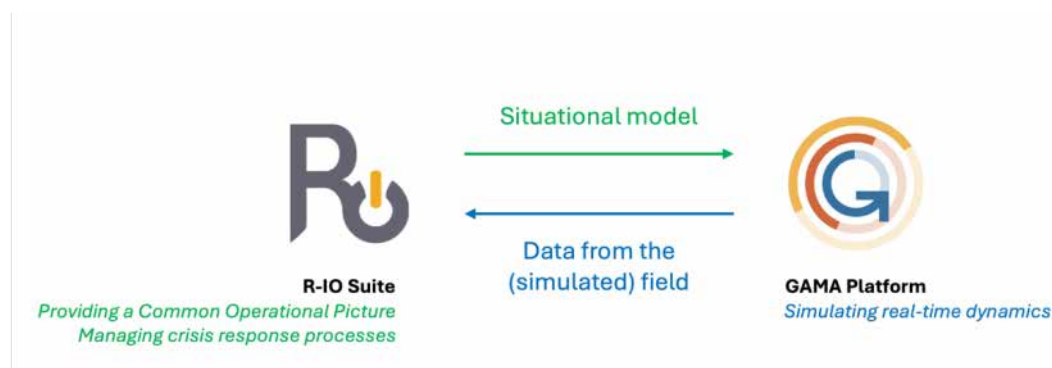 Situational model
Data from the
(simulated) field
R-IO Suite
Providing a Common Operational Picture
Managing crisis response processes
GAMA Platform
Simulating real-time dynamics